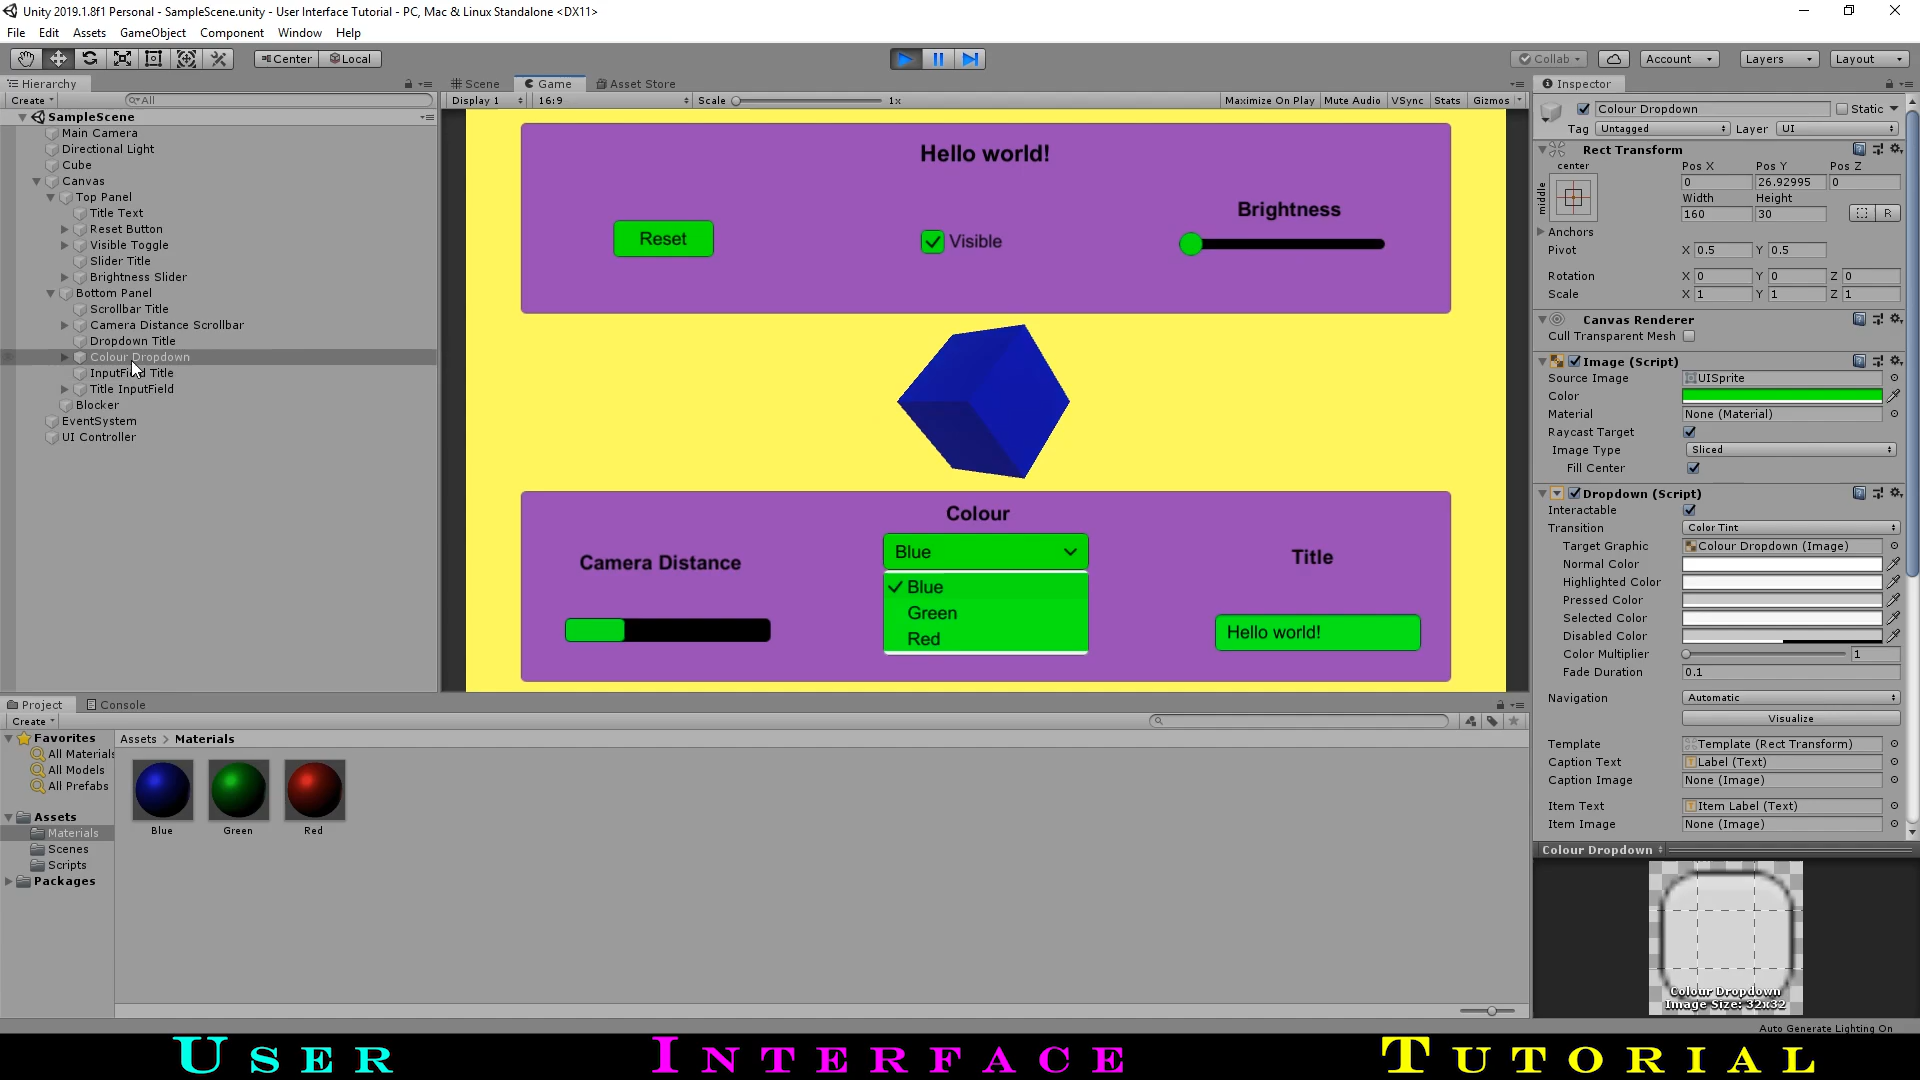 Unity 2019.1.8f1 Personal - SampleScene.unity - User Interface Tutorial - PC, Mac & Linux Standalone <DX11>
File Edit Assets GameObject Component Window Help
Center Local
Collab Account Layers Layout
Hierarchy
Create All
SampleScene
Main Camera
Directional Light
Cube
Canvas
Top Panel
Title Text
Reset Button
Visible Toggle
Slider Title
Brightness Slider
Bottom Panel
Scrollbar Title
Camera Distance Scrollbar
Dropdown Title
Colour Dropdown
InputField Title
Title InputField
Blocker
EventSystem
UI Controller
Scene Game Asset Store
Display 1 16:9 Scale 1x Maximize On Play Mute Audio VSync Stats Gizmos
Hello world!
Reset
Visible
Brightness
Camera Distance
Colour
Blue
Blue
Green
Red
Title
Hello world!
Inspector
Colour Dropdown Static
Tag Untagged Layer UI
Rect Transform
center
middle
Pos X Pos Y Pos Z
0 26.92995 0
Width Height
160 30 R
Anchors
Pivot X 0.5 Y 0.5
Rotation X 0 Y 0 Z 0
Scale X 1 Y 1 Z 1
Canvas Renderer
Cull Transparent Mesh
Image (Script)
Source Image UISprite
Color
Material None (Material)
Raycast Target
Image Type Sliced
Fill Center
Dropdown (Script)
Interactable
Transition Color Tint
Target Graphic Colour Dropdown (Image)
Normal Color
Highlighted Color
Pressed Color
Selected Color
Disabled Color
Color Multiplier 1
Fade Duration 0.1
Navigation Automatic
Visualize
Template Template (Rect Transform)
Caption Text Label (Text)
Caption Image None (Image)
Item Text Item Label (Text)
Item Image None (Image)
Colour Dropdown
Colour Dropdown
Image Size: 32x32
Project Console
Create
Favorites
All Materials
All Models
All Prefabs
Assets
Materials
Scenes
Scripts
Packages
Assets > Materials
Blue Green Red
Auto Generate Lighting On
USER INTERFACE TUTORIAL